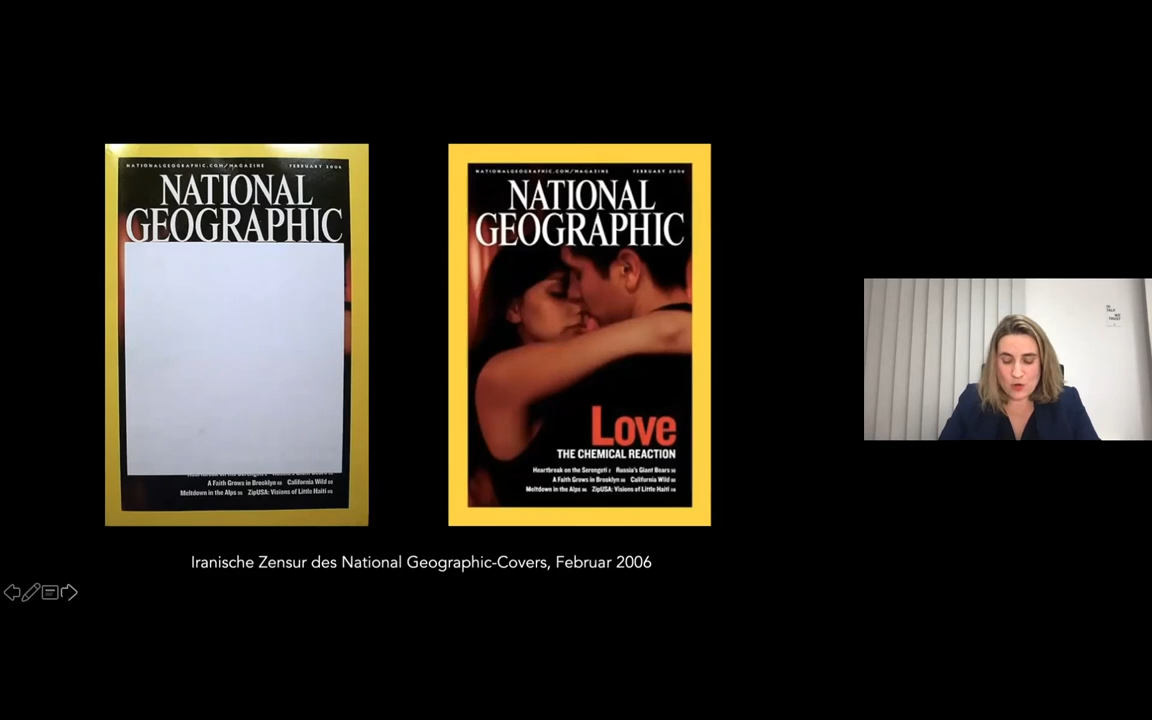 NATIONALGEOGRAPHIC.COM/MAGAZINE FEBRUARY 2006
NATIONAL
GEOGRAPHIC
A Faith Grows in Brooklyn California Wild
Meltdown in the Alps ZipUSA: Visions of Little Haiti
NATIONALGEOGRAPHIC.COM/MAGAZINE FEBRUARY 2006
NATIONAL
GEOGRAPHIC
Love
THE CHEMICAL REACTION
Heartbreak on the Serengeti Russia's Giant Bears
A Faith Grows in Brooklyn California Wild
Meltdown in the Alps ZipUSA: Visions of Little Haiti
Iranische Zensur des National Geographic-Covers, Februar 2006